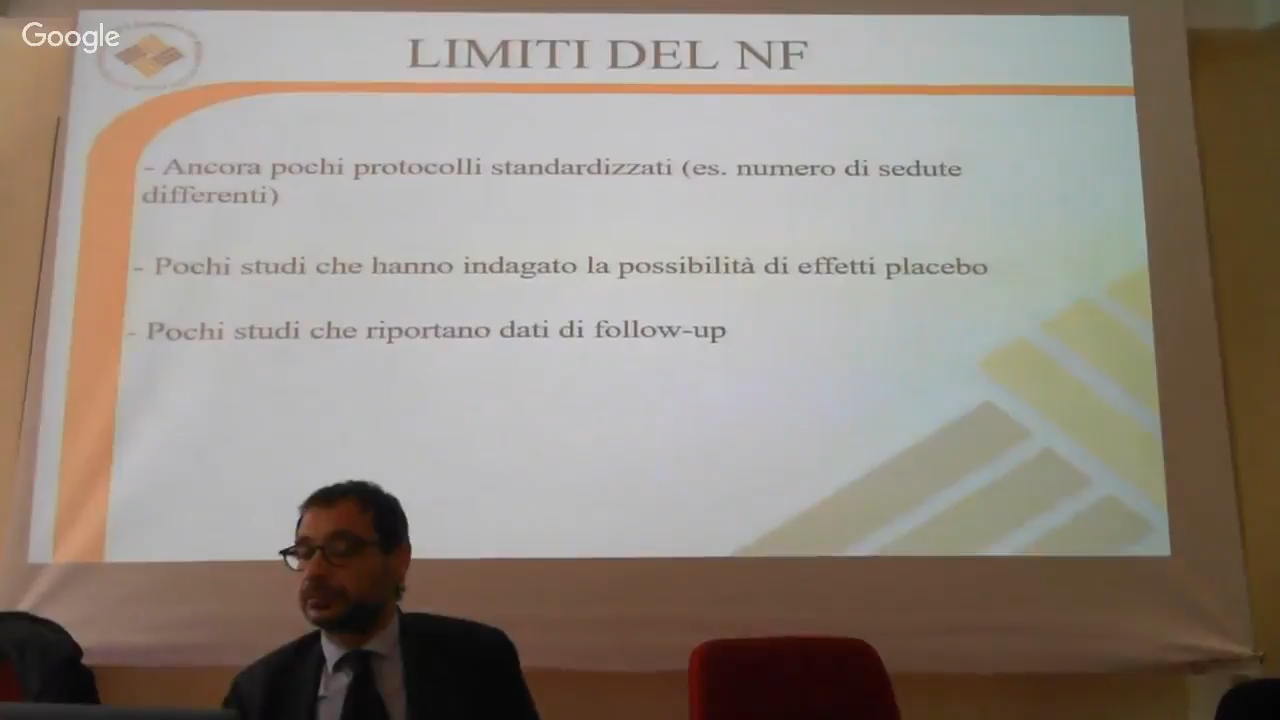 Google
LIMITI DEL NF
- Ancora pochi protocolli standardizzati (es. numero di sedute
differenti)
- Pochi studi che hanno indagato la possibilità di effetti placebo
- Pochi studi che riportano dati di follow-up